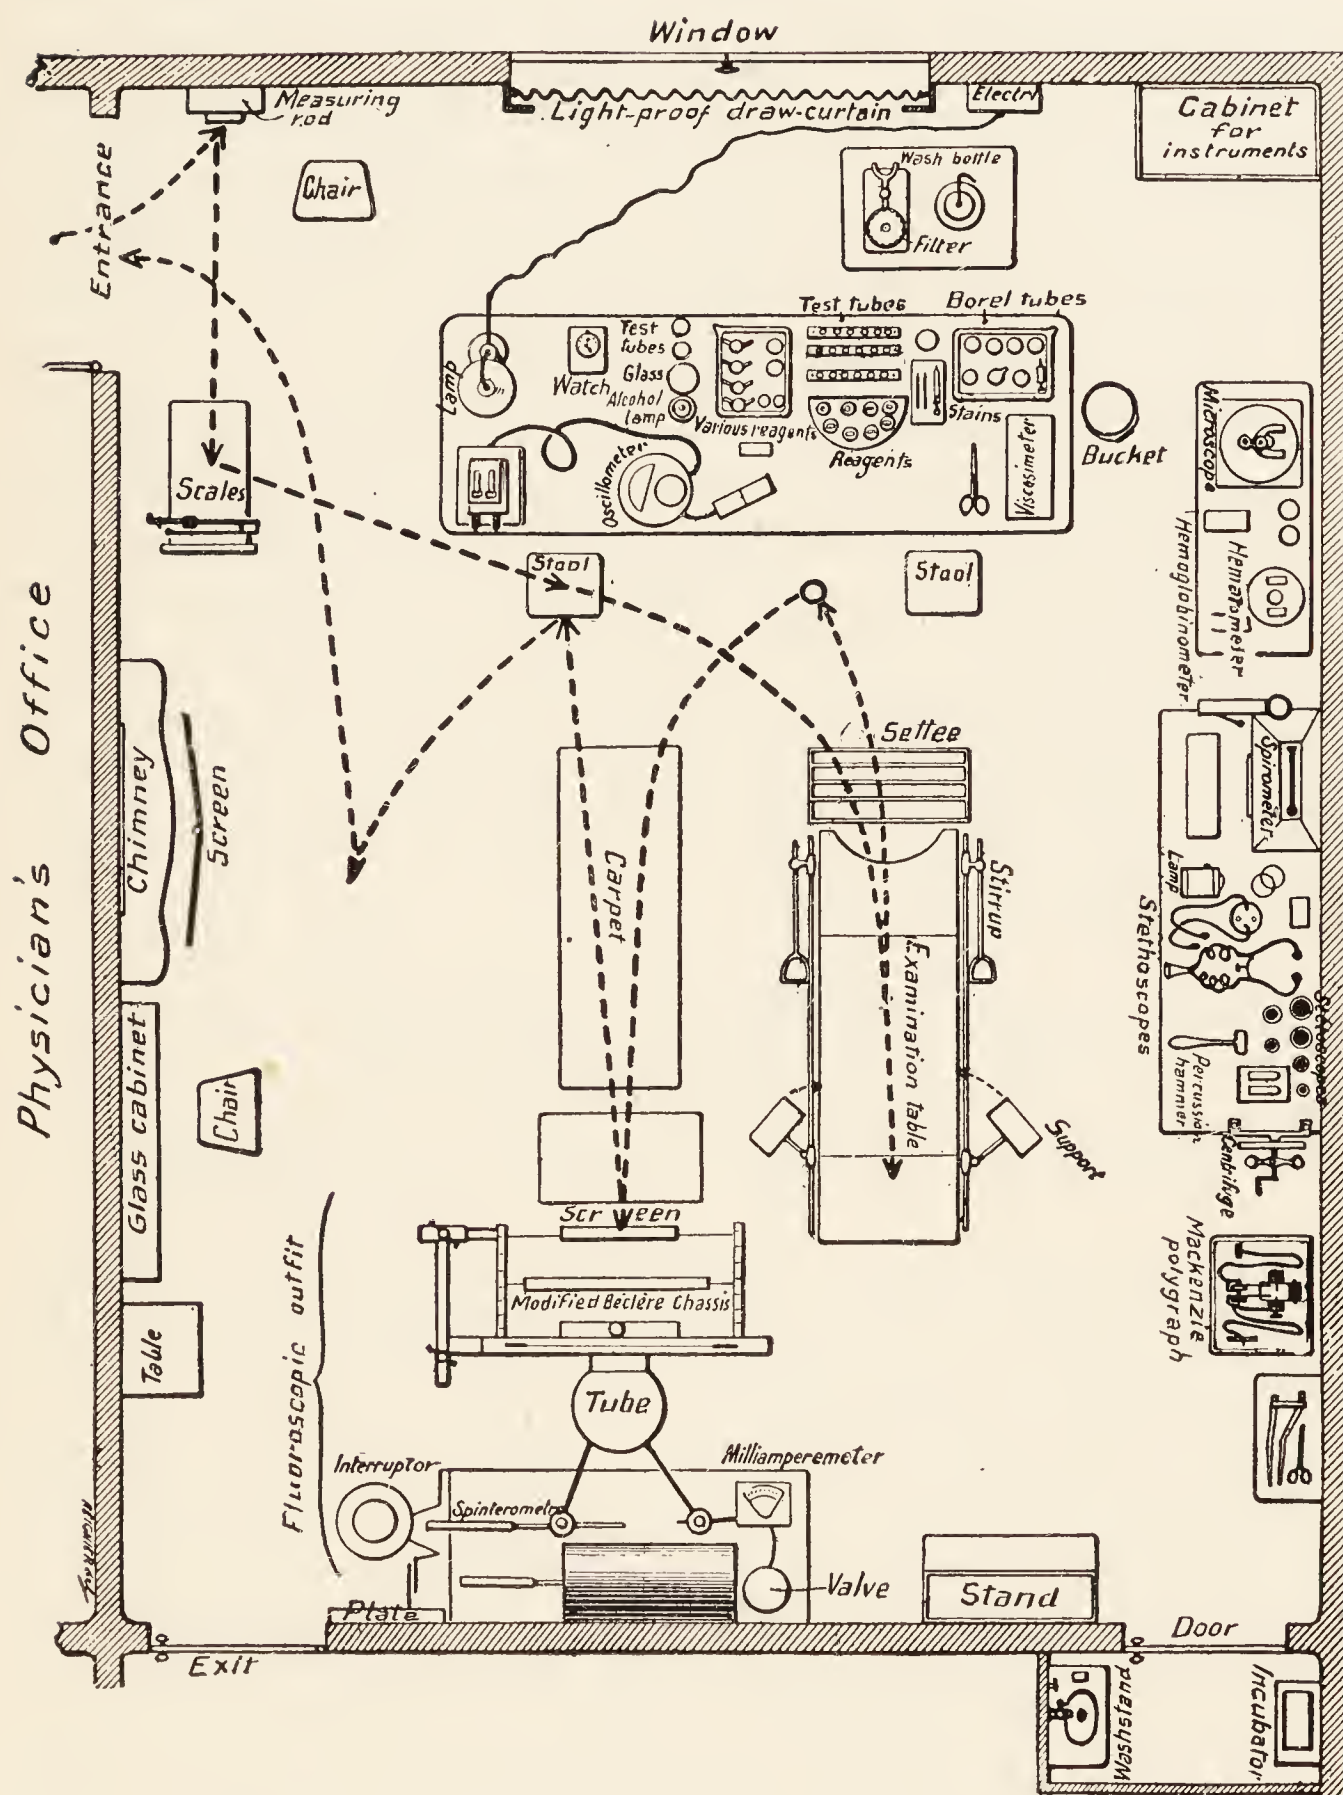 Window
Measuring
rod
Light-proof draw-curtain
Electri
Cabinet
for
instruments
Entrance
Chair
Wash bottle
Filter
Test tubes
Borel tubes
Lamp
Watch
Test
tubes
Glass
Alcohol
lamp
Various reagents
Reagents
Stains
Viscosimeter
Oscillometer
Bucket
Microscope
Hemoglobinometer
Hematometer
Scales
Stool
Stool
Physician's Office
Chimney
Screen
Carpet
Settee
Stirrup
Examination table
Support
Spirometer
Lamp
Stethoscopes
Stethoscopes
Percussion
hammer
Centrifuge
Mackenzie
polygraph
Glass cabinet
Chair
Table
Fluoroscopic outfit
Screen
Modified Béclère Chassis
Tube
Interruptor
Milliamperemeter
Spinterometer
Valve
Plate
Stand
Exit
Door
Washstand
Incubator